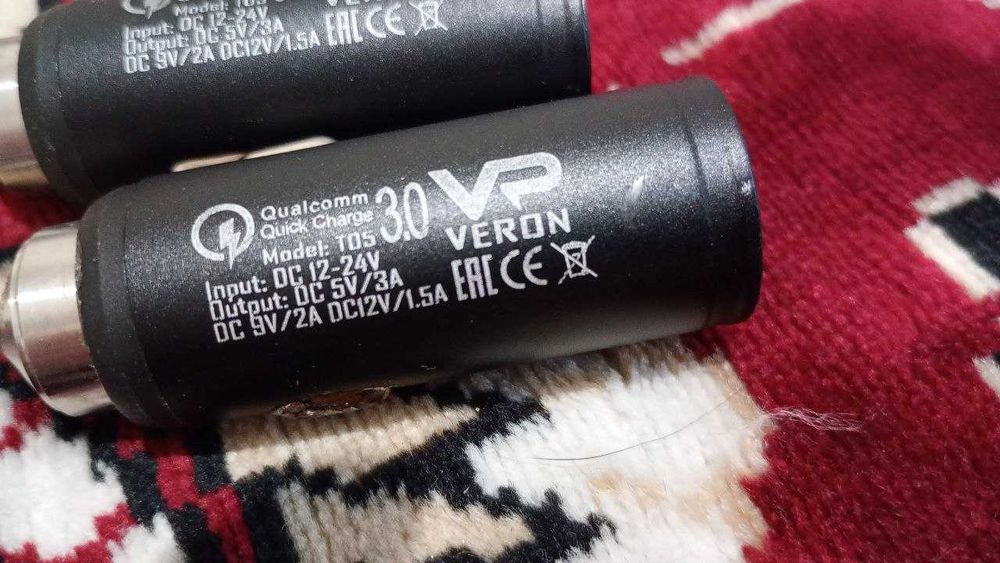 Model: T05
Input: DC 12-24V
Output: DC 5V/3A
DC 9V/2A DC12V/1.5A
EAC
Qualcomm
Quick Charge 3.0
Model: T05
Input: DC 12-24V
Output: DC 5V/3A
DC 9V/2A DC12V/1.5A
VP
VERON
EAC CE